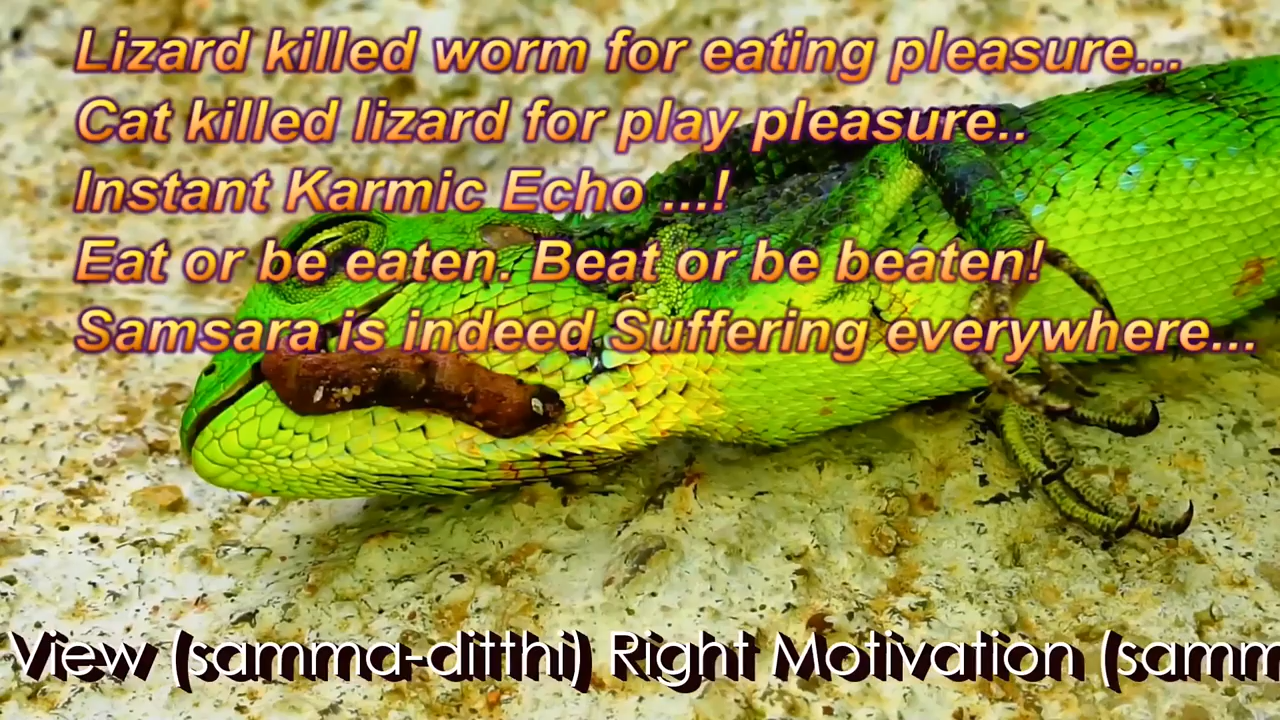 Lizard killed worm for eating pleasure...
Cat killed lizard for play pleasure..
Instant Karmic Echo ...!
Eat or be eaten. Beat or be beaten!
Samsara is indeed Suffering everywhere...
View (samma-ditthi) Right Motivation (samm